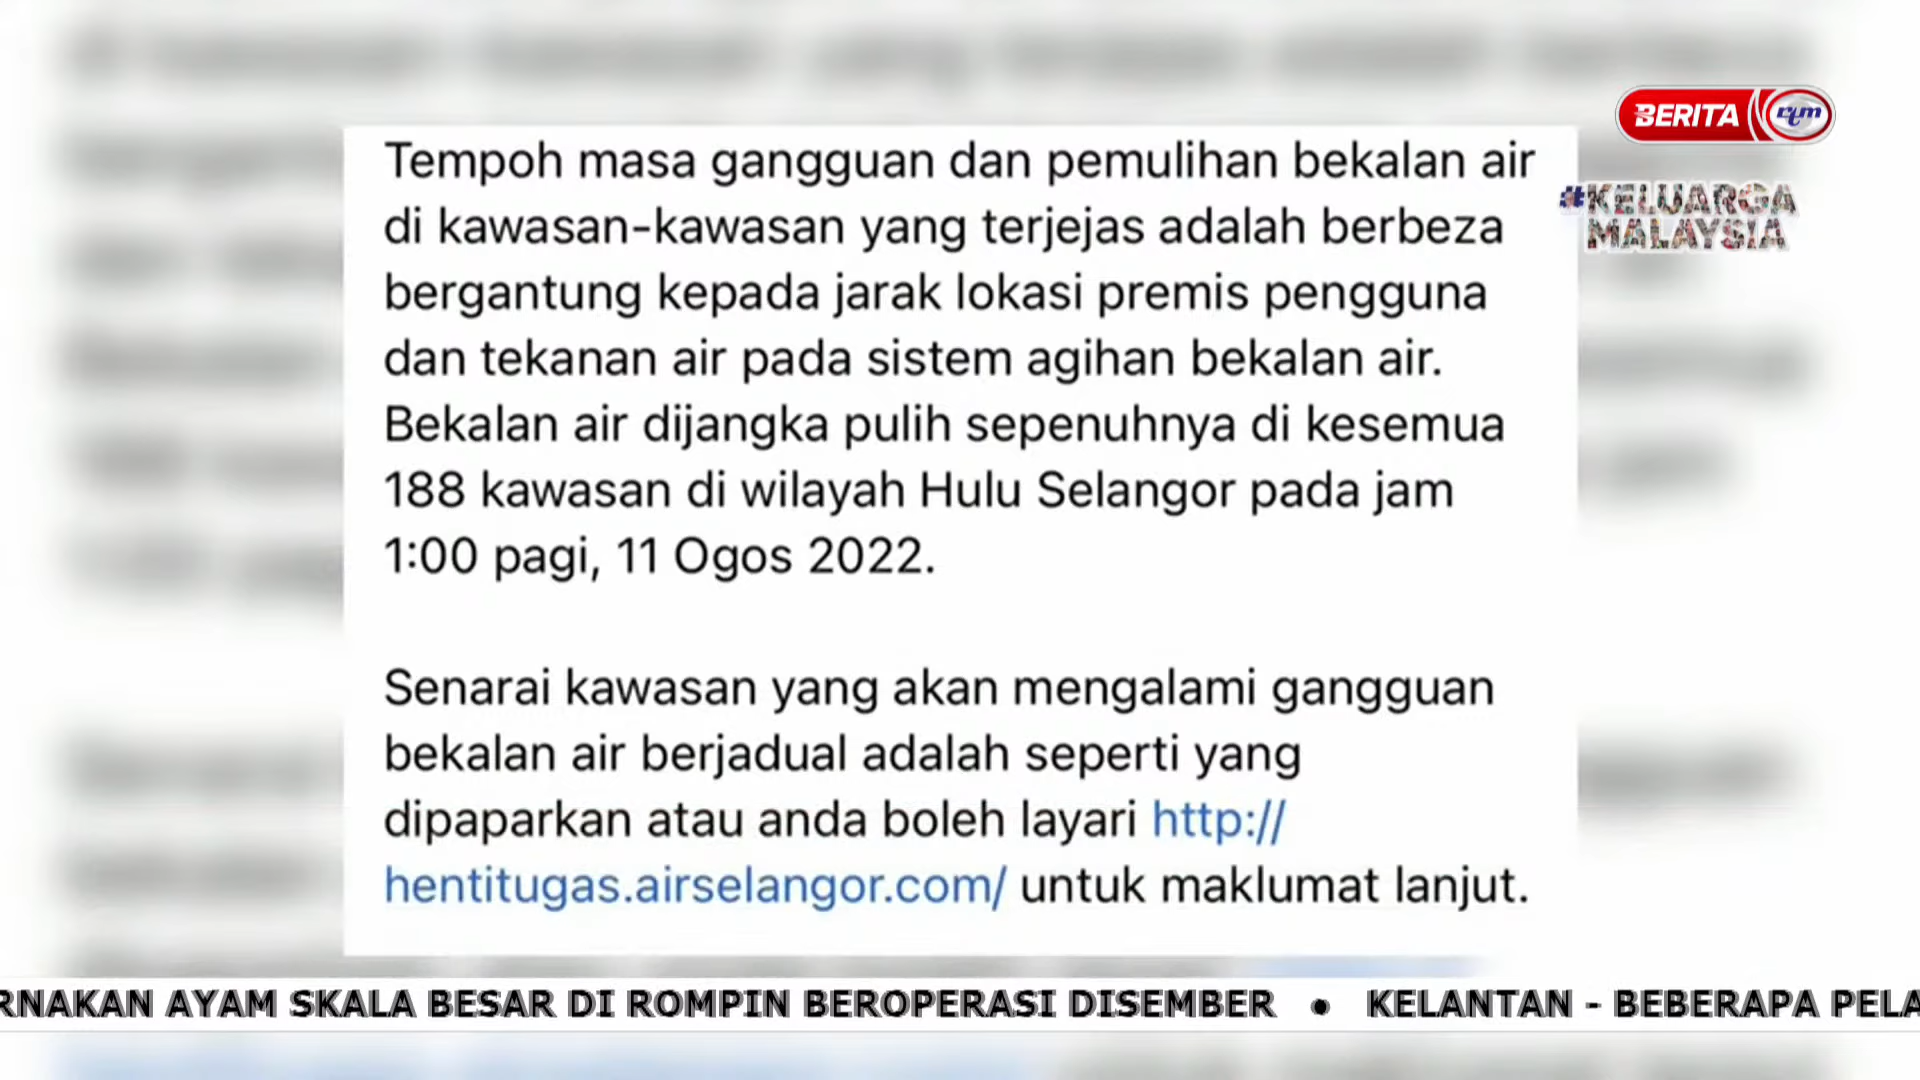 BERITA rtm
#KELUARGA
MALAYSIA
Tempoh masa gangguan dan pemulihan bekalan air
di kawasan-kawasan yang terjejas adalah berbeza
bergantung kepada jarak lokasi premis pengguna
dan tekanan air pada sistem agihan bekalan air.
Bekalan air dijangka pulih sepenuhnya di kesemua
188 kawasan di wilayah Hulu Selangor pada jam
1:00 pagi, 11 Ogos 2022.
Senarai kawasan yang akan mengalami gangguan
bekalan air berjadual adalah seperti yang
dipaparkan atau anda boleh layari http://
hentitugas.airselangor.com/ untuk maklumat lanjut.
RNAKAN AYAM SKALA BESAR DI ROMPIN BEROPERASI DISEMBER • KELANTAN - BEBERAPA PELA